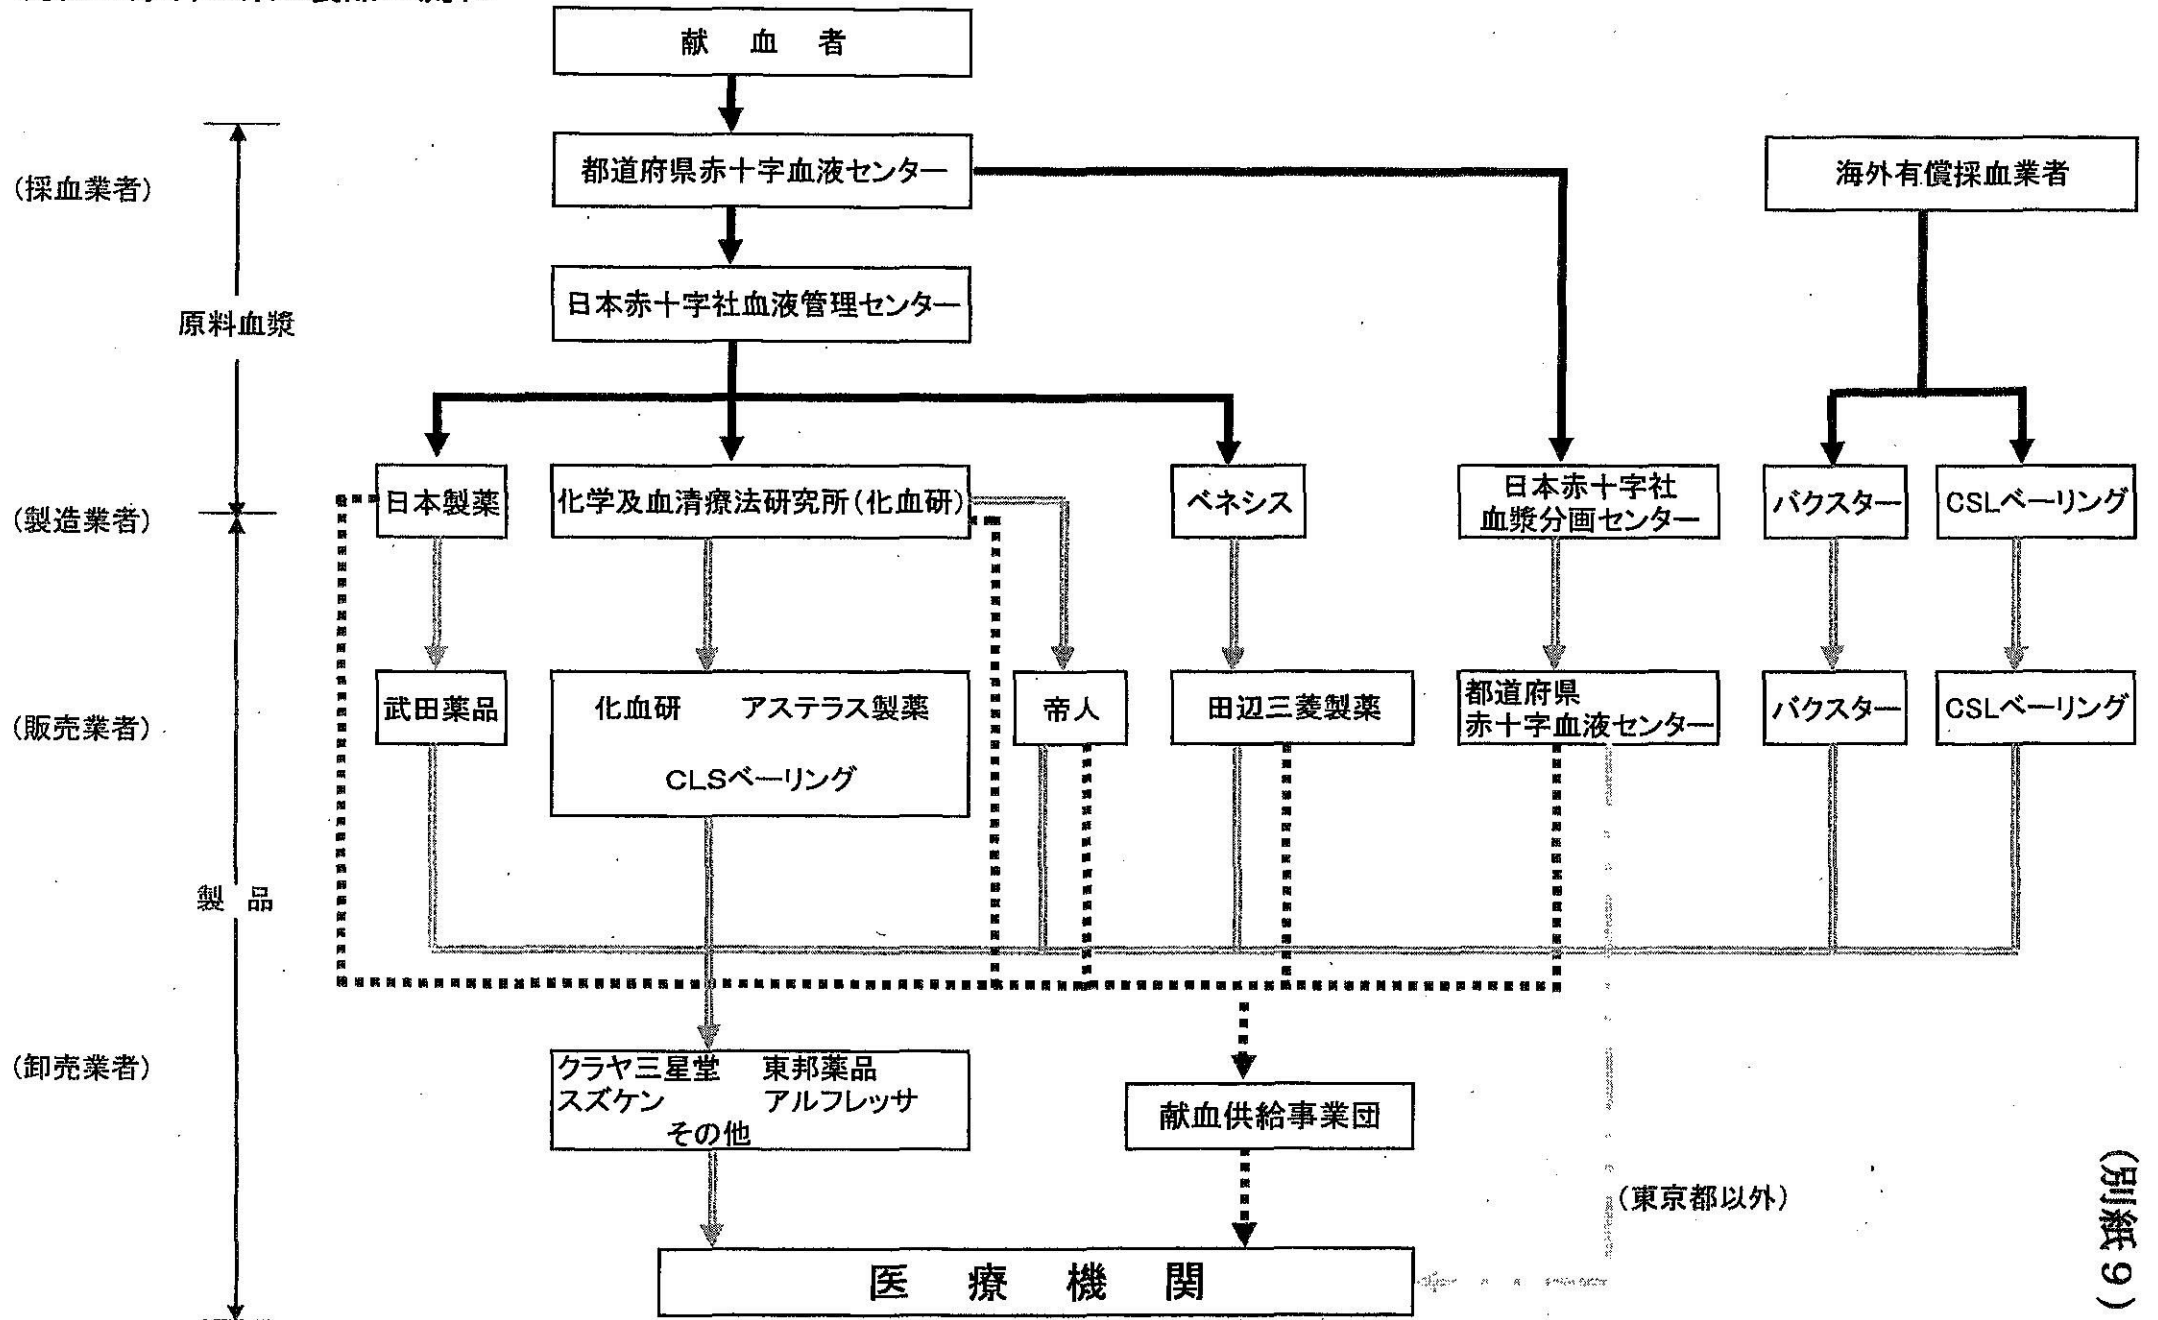 献 血 者
都道府県赤十字血液センター
海外有償採血業者
(採血業者)
日本赤十字社血液管理センター
原料血漿
(製造業者)
日本製薬
化学及血清療法研究所(化血研)
ベネシス
日本赤十字社
血漿分画センター
バクスター
CSLベーリング
(販売業者)
武田薬品
化血研 アステラス製薬
CLSベーリング
帝人
田辺三菱製薬
都道府県
赤十字血液センター
バクスター
CSLベーリング
製 品
(卸売業者)
クラヤ三星堂 東邦薬品
スズケン アルフレッサ
その他
献血供給事業団
(東京都以外)
医 療 機 関
(別紙9)